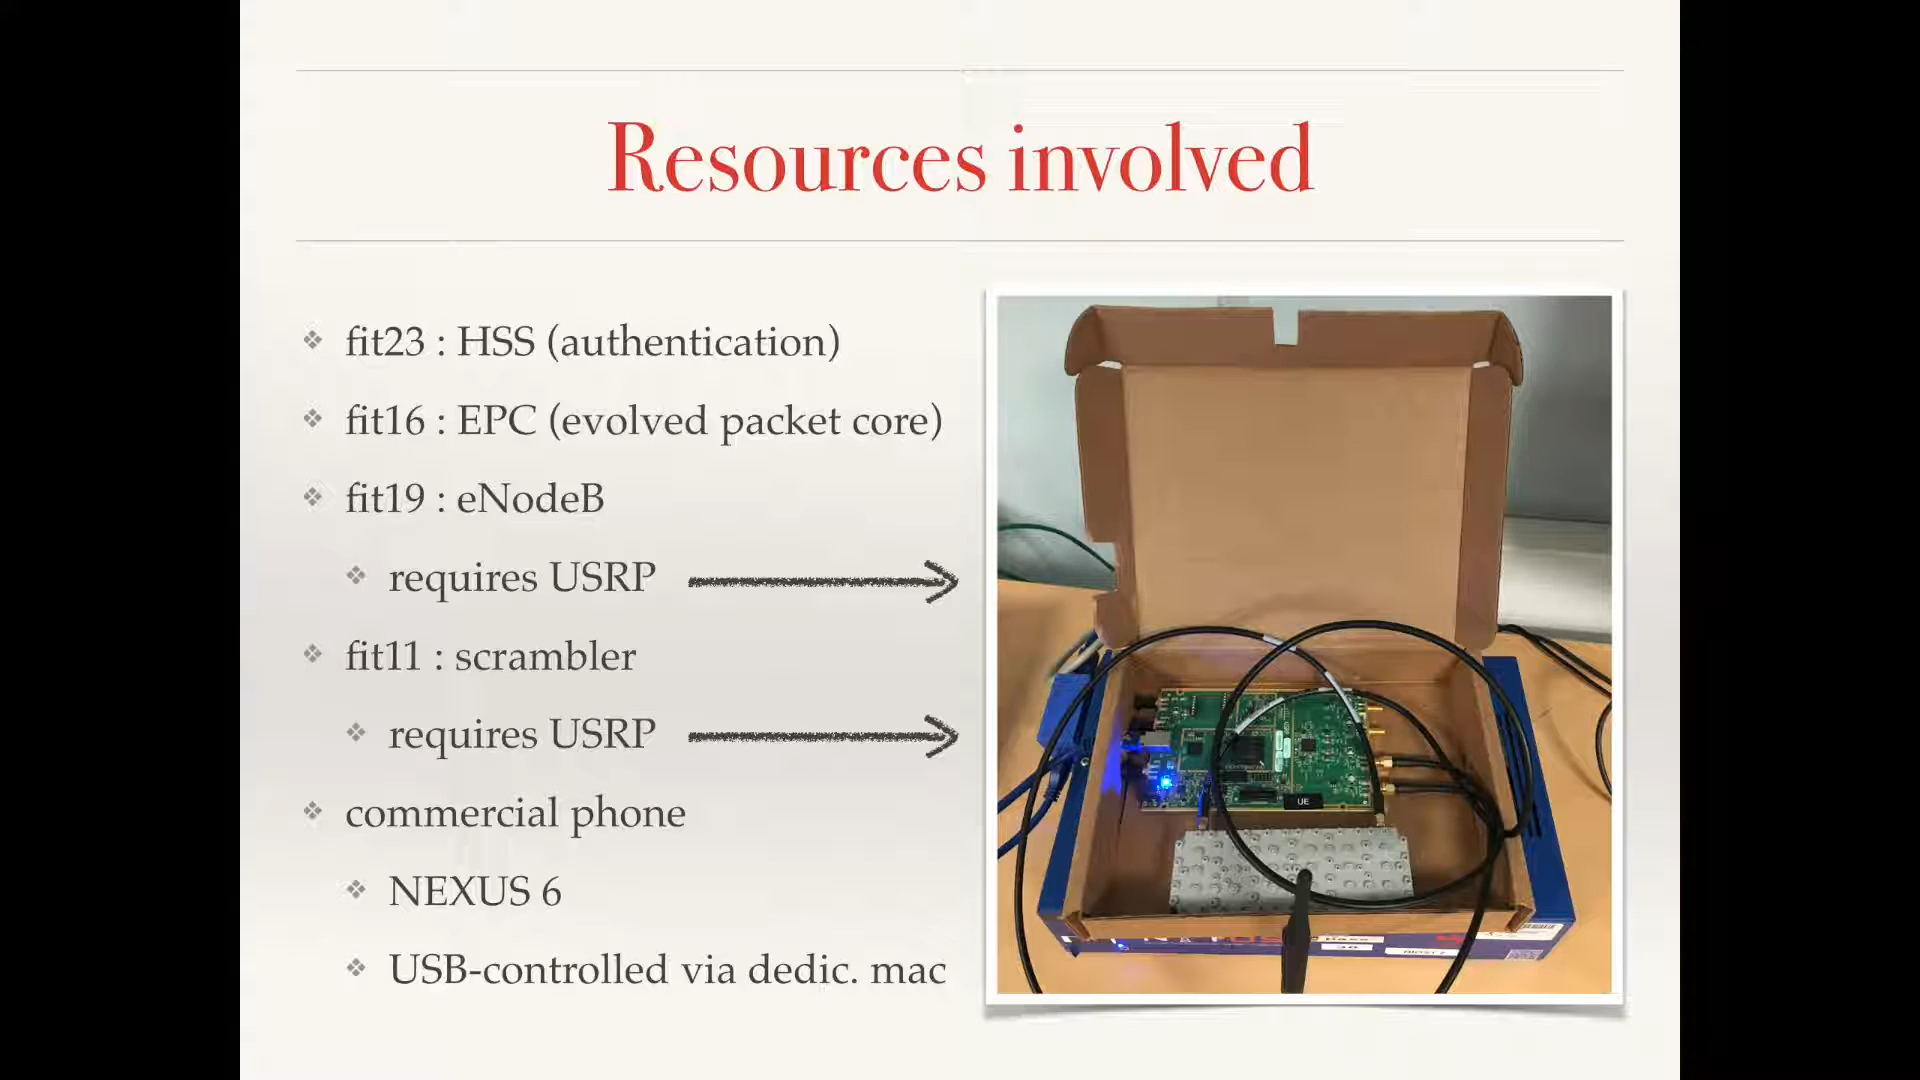 Resources involved
fit23 : HSS (authentication)
fit16 : EPC (evolved packet core)
fit19 : eNodeB
requires USRP
fit11 : scrambler
requires USRP
commercial phone
NEXUS 6
USB-controlled via dedic. mac
UE